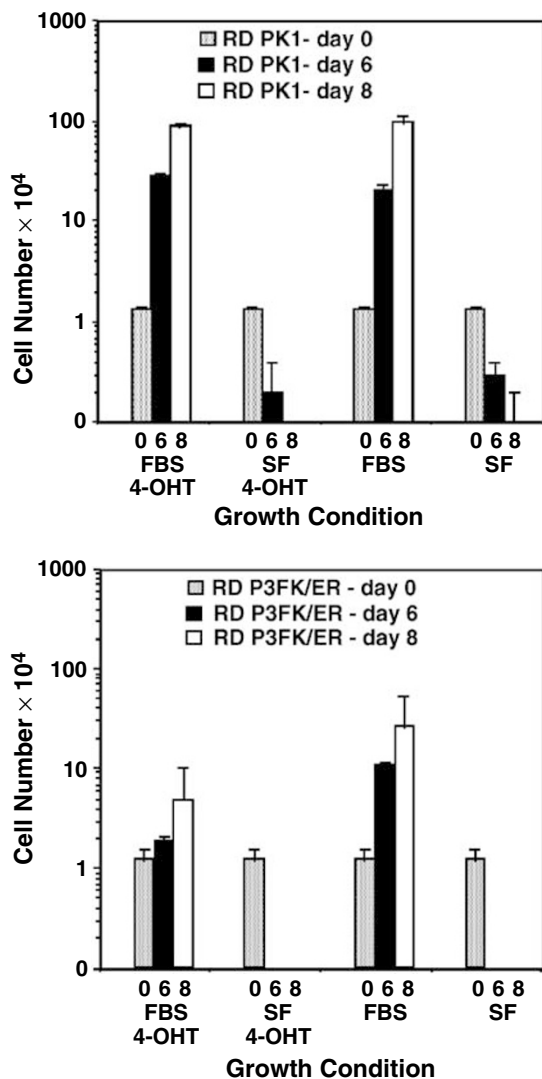 1000
RD PK1- day 0
RD PK1- day 6
RD PK1- day 8
100
10
1
0
Cell Number × 10⁴
0 6 8 0 6 8 0 6 8 0 6 8
FBS SF FBS SF
4-OHT 4-OHT
Growth Condition
1000
RD P3FK/ER - day 0
RD P3FK/ER - day 6
RD P3FK/ER - day 8
100
10
1
0
Cell Number × 10⁴
0 6 8 0 6 8 0 6 8 0 6 8
FBS SF FBS SF
4-OHT 4-OHT
Growth Condition